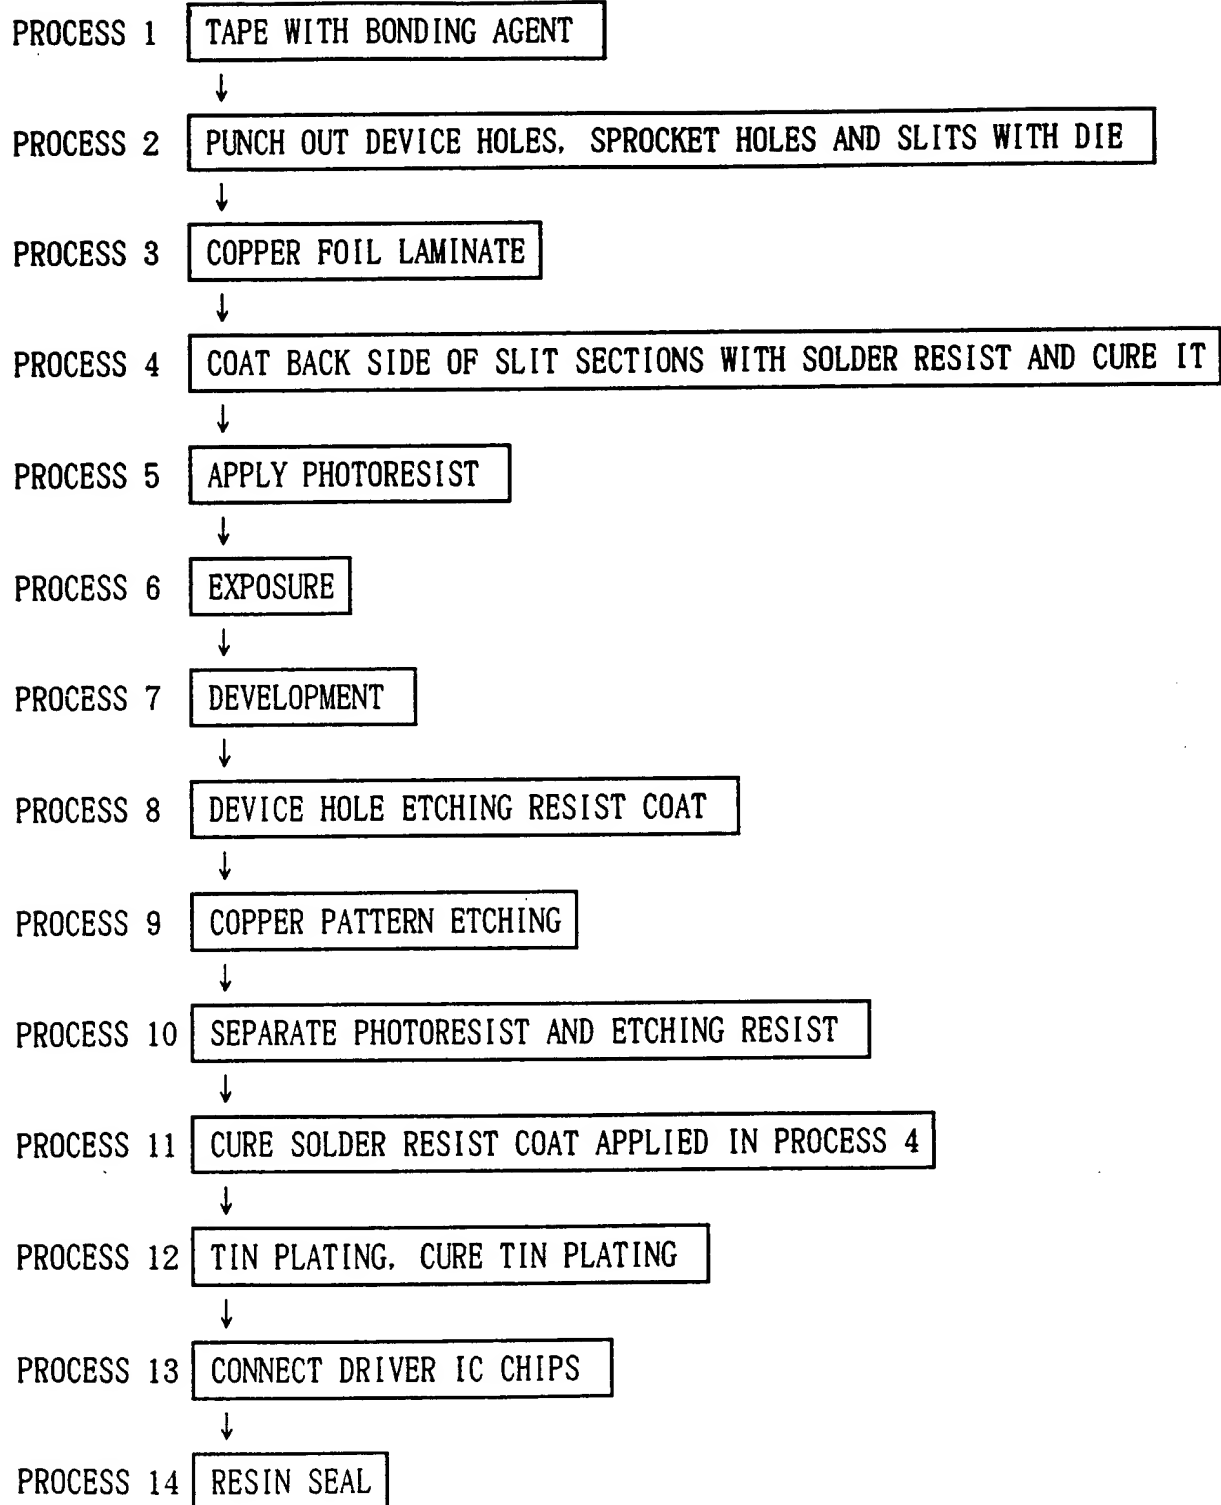 PROCESS 1 TAPE WITH BONDING AGENT
PROCESS 2 PUNCH OUT DEVICE HOLES, SPROCKET HOLES AND SLITS WITH DIE
PROCESS 3 COPPER FOIL LAMINATE
PROCESS 4 COAT BACK SIDE OF SLIT SECTIONS WITH SOLDER RESIST AND CURE IT
PROCESS 5 APPLY PHOTORESIST
PROCESS 6 EXPOSURE
PROCESS 7 DEVELOPMENT
PROCESS 8 DEVICE HOLE ETCHING RESIST COAT
PROCESS 9 COPPER PATTERN ETCHING
PROCESS 10 SEPARATE PHOTORESIST AND ETCHING RESIST
PROCESS 11 CURE SOLDER RESIST COAT APPLIED IN PROCESS 4
PROCESS 12 TIN PLATING, CURE TIN PLATING
PROCESS 13 CONNECT DRIVER IC CHIPS
PROCESS 14 RESIN SEAL